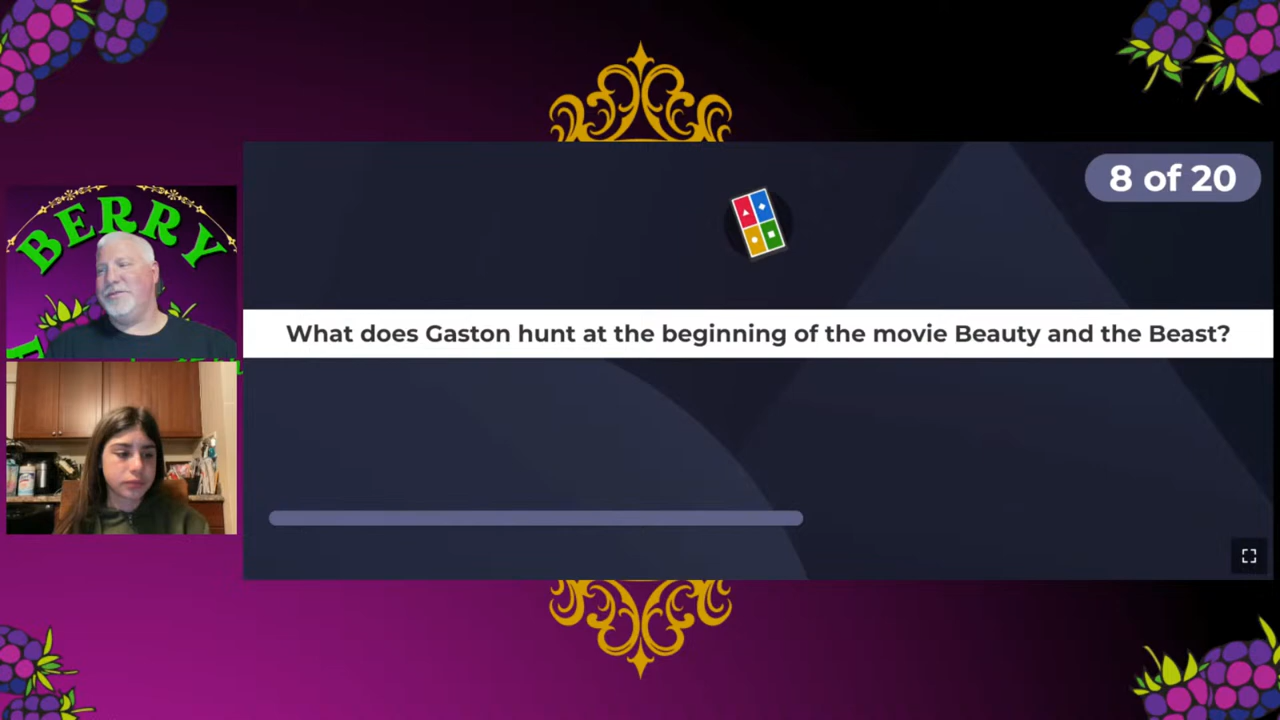 8 of 20
BERRY
What does Gaston hunt at the beginning of the movie Beauty and the Beast?